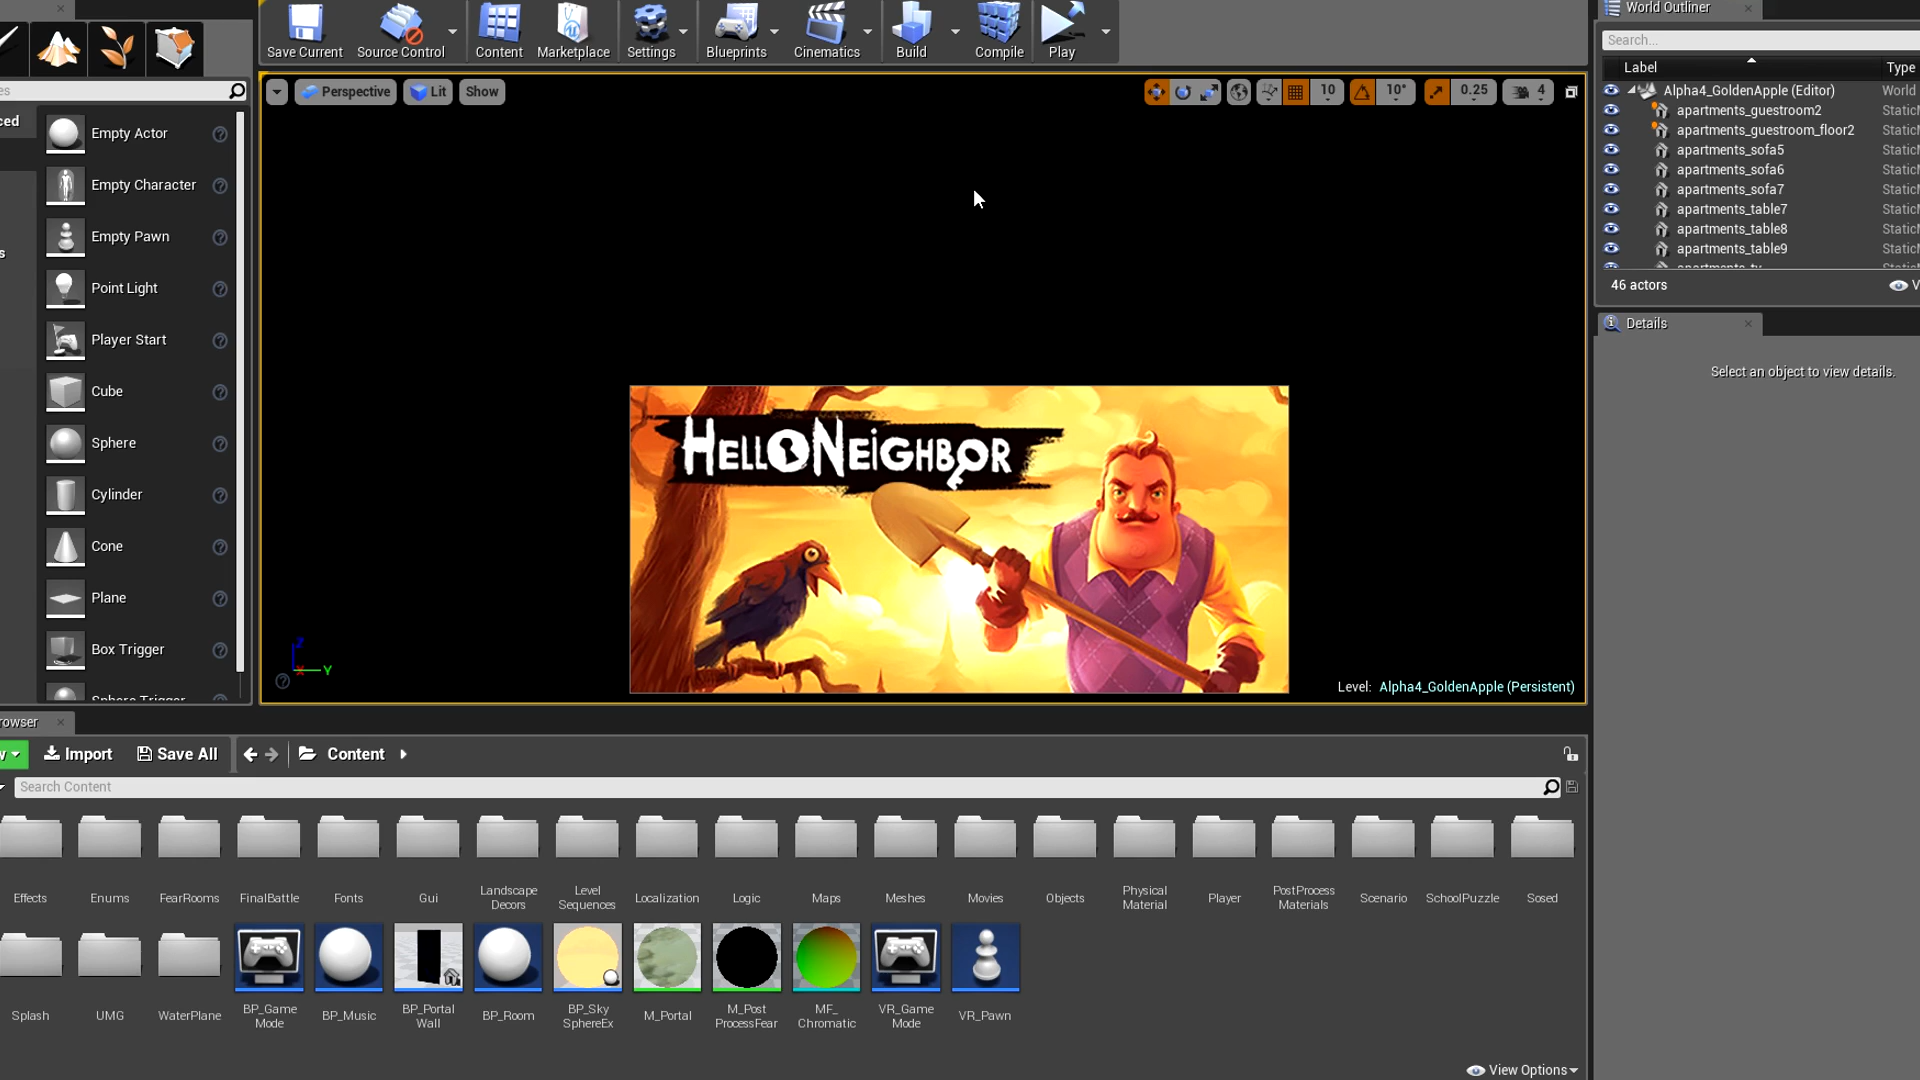 Save Current
Source Control
Content
Marketplace
Settings
Blueprints
Cinematics
Build
Compile
Play
World Outliner
Search...
Label
Type
Alpha4_GoldenApple (Editor)
World
apartments_guestroom2
apartments_guestroom_floor2
apartments_sofa5
apartments_sofa6
apartments_sofa7
apartments_table7
apartments_table8
apartments_table9
46 actors
Details
Select an object to view details.
Empty Actor
Empty Character
Empty Pawn
Point Light
Player Start
Cube
Sphere
Cylinder
Cone
Plane
Box Trigger
Sphere Trigger
Perspective
Lit
Show
10
10°
0.25
4
HELLO NEIGHBOR
Z
X
Y
Level: Alpha4_GoldenApple (Persistent)
Import
Save All
Content
Search Content
Effects
Enums
FearRooms
FinalBattle
Fonts
Gui
Landscape
Decors
Level
Sequences
Localization
Logic
Maps
Meshes
Movies
Objects
Physical
Material
Player
PostProcess
Materials
Scenario
SchoolPuzzle
Sosed
Splash
UMG
WaterPlane
BP_Game
Mode
BP_Music
BP_Portal
Wall
BP_Room
BP_Sky
SphereEx
M_Portal
M_Post
ProcessFear
MF_
Chromatic
VR_Game
Mode
VR_Pawn
View Options